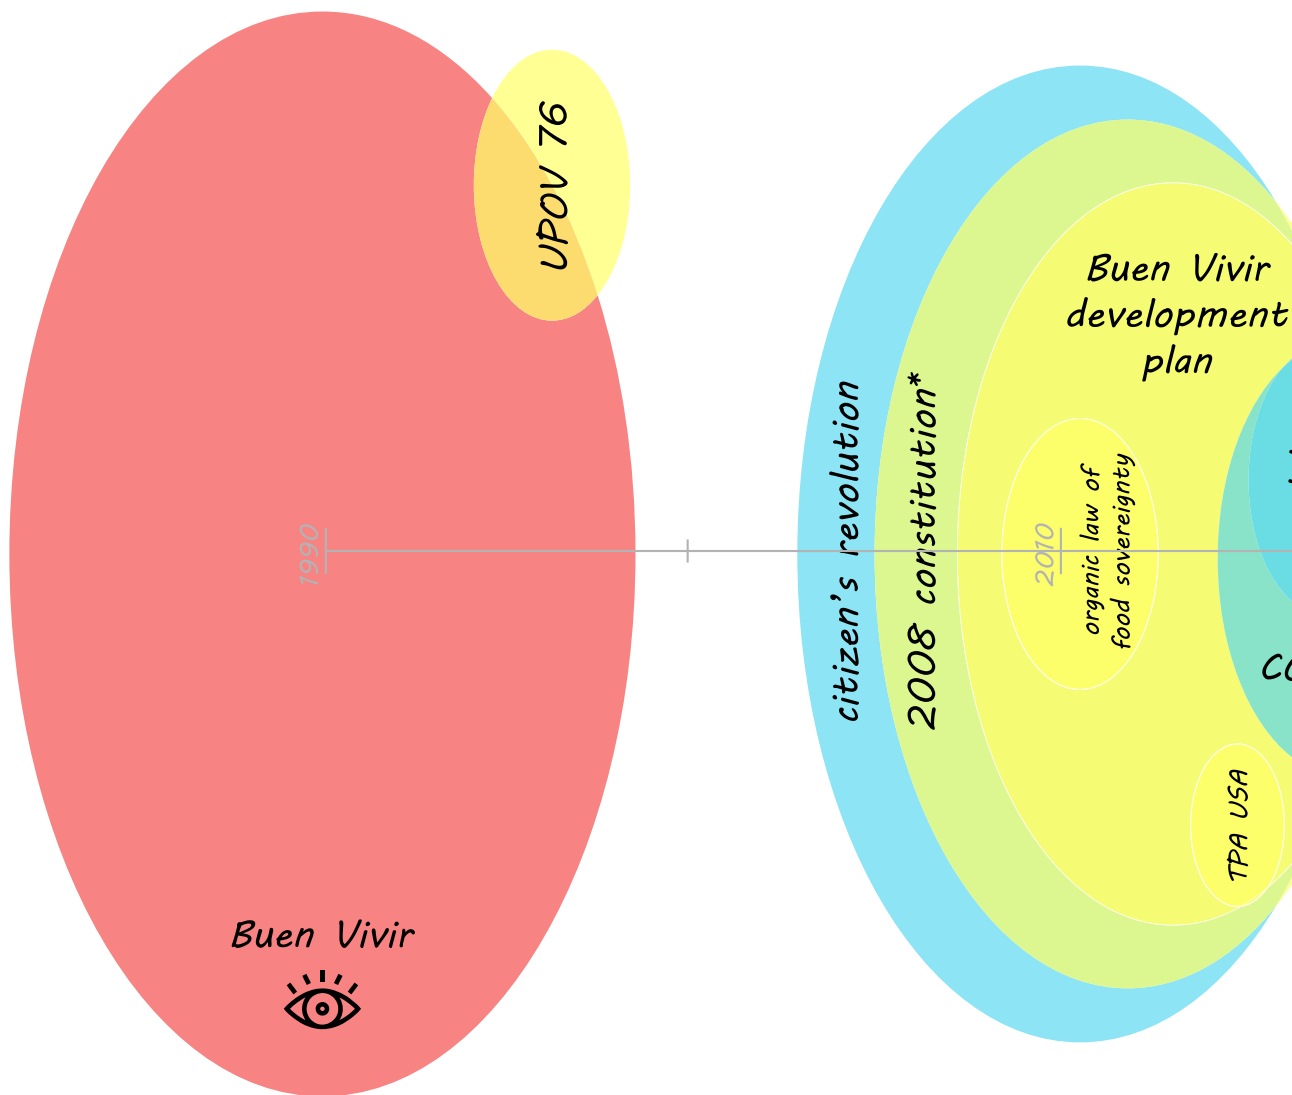 UPOV 76
Buen Vivir
development
plan
citizen's revolution
2008 constitution*
1990
2010
organic law of
food sovereignty
TPA USA
Buen Vivir